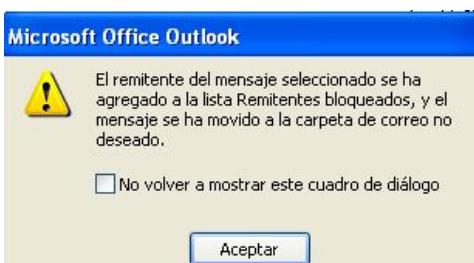 Microsoft Office Outlook
El remitente del mensaje seleccionado se ha
agregado a la lista Remitentes bloqueados, y el
mensaje se ha movido a la carpeta de correo no
deseado.
No volver a mostrar este cuadro de diálogo
Aceptar